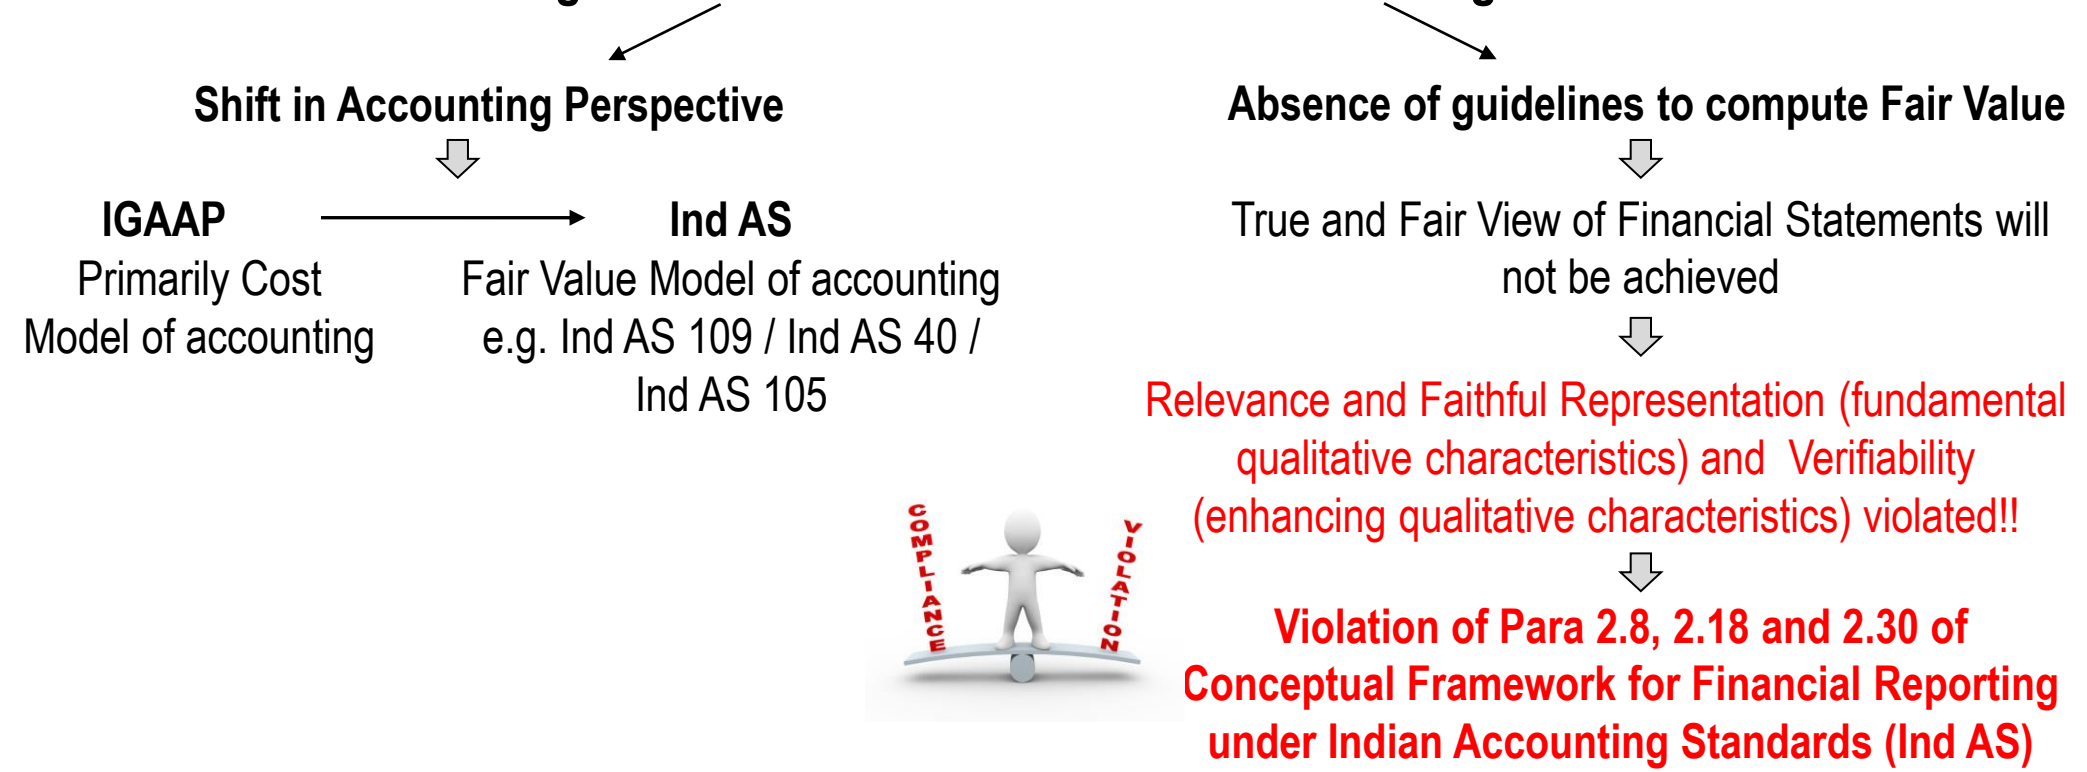 Shift in Accounting Perspective
IGAAP
Primarily Cost
Model of accounting
Ind AS
Fair Value Model of accounting
e.g. Ind AS 109 / Ind AS 40 /
Ind AS 105
Absence of guidelines to compute Fair Value
True and Fair View of Financial Statements will
not be achieved
Relevance and Faithful Representation (fundamental
qualitative characteristics) and Verifiability
(enhancing qualitative characteristics) violated!!
COMPLIANCE
VIOLATION
Violation of Para 2.8, 2.18 and 2.30 of
Conceptual Framework for Financial Reporting
under Indian Accounting Standards (Ind AS)